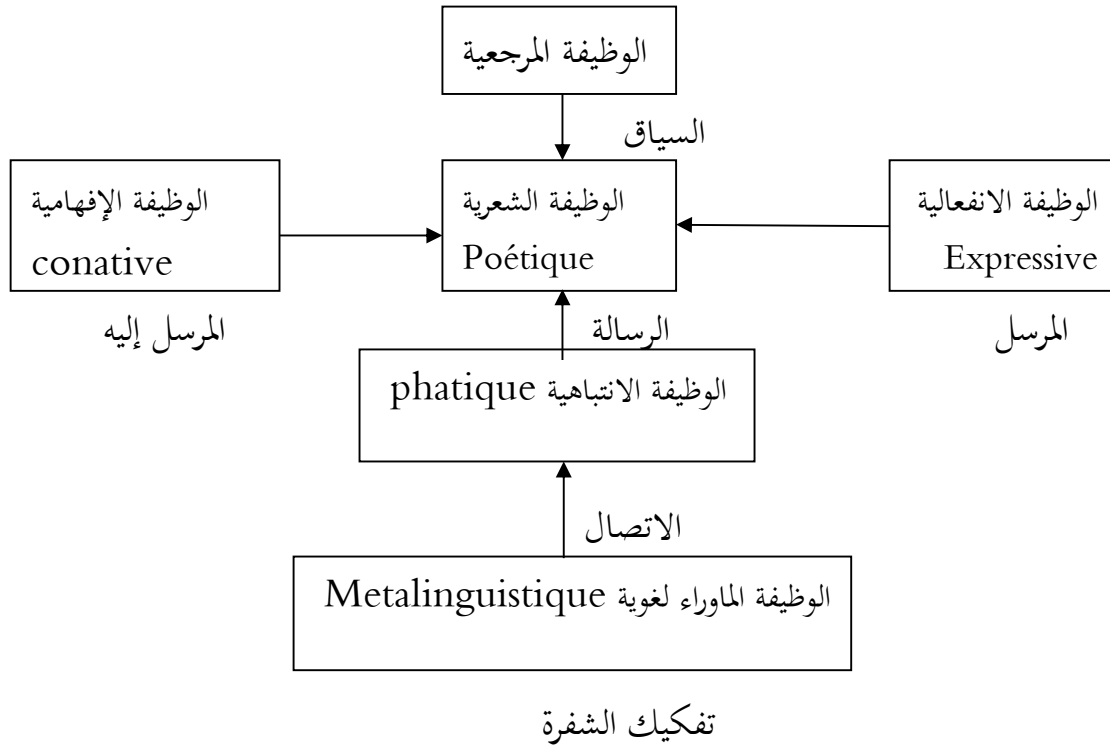 الوظيفة المرجعية
السياق
الوظيفة الانفعالية
Expressive
المرسل
الوظيفة الشعرية
Poétique
الرسالة
الوظيفة الإفهامية
conative
المرسل إليه
الوظيفة الانتباهية phatique
الاتصال
الوظيفة الماوراء لغوية Metalinguistique
تفكيك الشفرة